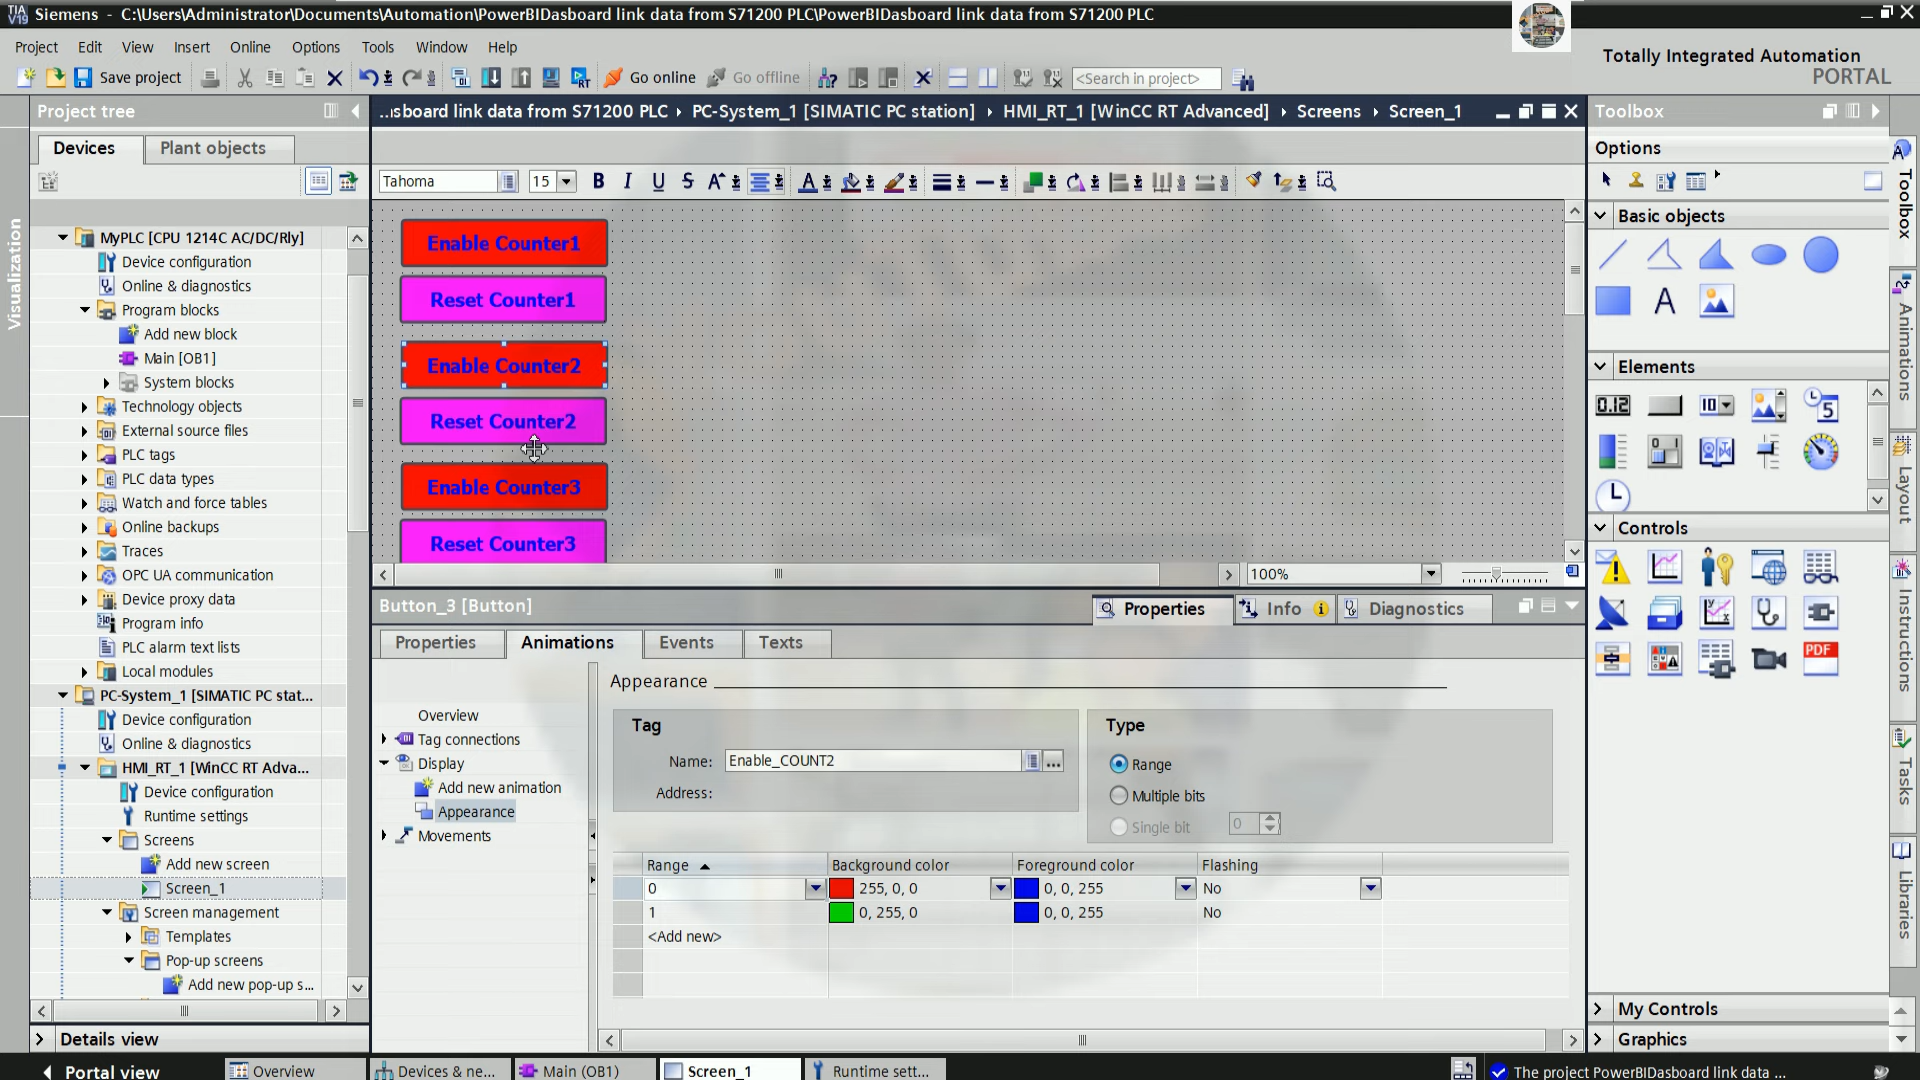 TIA V19 Siemens - C:\Users\Administrator\Documents\Automation\PowerBIDasboard link data from S71200 PLC\PowerBIDasboard link data from S71200 PLC
Project Edit View Insert Online Options Tools Window Help
Totally Integrated Automation
PORTAL
Save project Go online Go offline <Search in project>
Project tree
...sboard link data from S71200 PLC PC-System_1 [SIMATIC PC station] HMI_RT_1 [WinCC RT Advanced] Screens Screen_1
Toolbox
Devices Plant objects
Options
Tahoma 15 B I U S A A
Visualization
MyPLC [CPU 1214C AC/DC/Rly]
Device configuration
Online & diagnostics
Program blocks
Add new block
Main [OB1]
System blocks
Technology objects
External source files
PLC tags
PLC data types
Watch and force tables
Online backups
Traces
OPC UA communication
Device proxy data
Program info
PLC alarm text lists
Local modules
PC-System_1 [SIMATIC PC stat...
Device configuration
Online & diagnostics
HMI_RT_1 [WinCC RT Adva...
Device configuration
Runtime settings
Screens
Add new screen
Screen_1
Screen management
Templates
Pop-up screens
Add new pop-up s...
Details view
Enable Counter1
Reset Counter1
Enable Counter2
Reset Counter2
Enable Counter3
Reset Counter3
100%
Button_3 [Button]
Properties Info Diagnostics
Properties Animations Events Texts
Overview
Tag connections
Display
Add new animation
Appearance
Movements
Appearance
Tag
Name: Enable_COUNT2
Address:
Type
Range
Multiple bits
Single bit 0
Range Background color Foreground color Flashing
0 255, 0, 0 0, 0, 255 No
1 0, 255, 0 0, 0, 255 No
<Add new>
Basic objects
A
Elements
0.12 10 5
0 1
Controls
PDF
My Controls
Graphics
Toolbox
Animations
Layout
Instructions
Tasks
Libraries
Portal view Overview Devices & ne... Main (OB1) Screen_1 Runtime sett... The project PowerBIDasboard link data ...